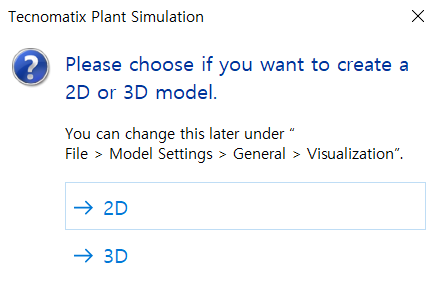 Tecnomatix Plant Simulation
Please choose if you want to create a
2D or 3D model.
You can change this later under “
File > Model Settings > General > Visualization”.
2D
3D